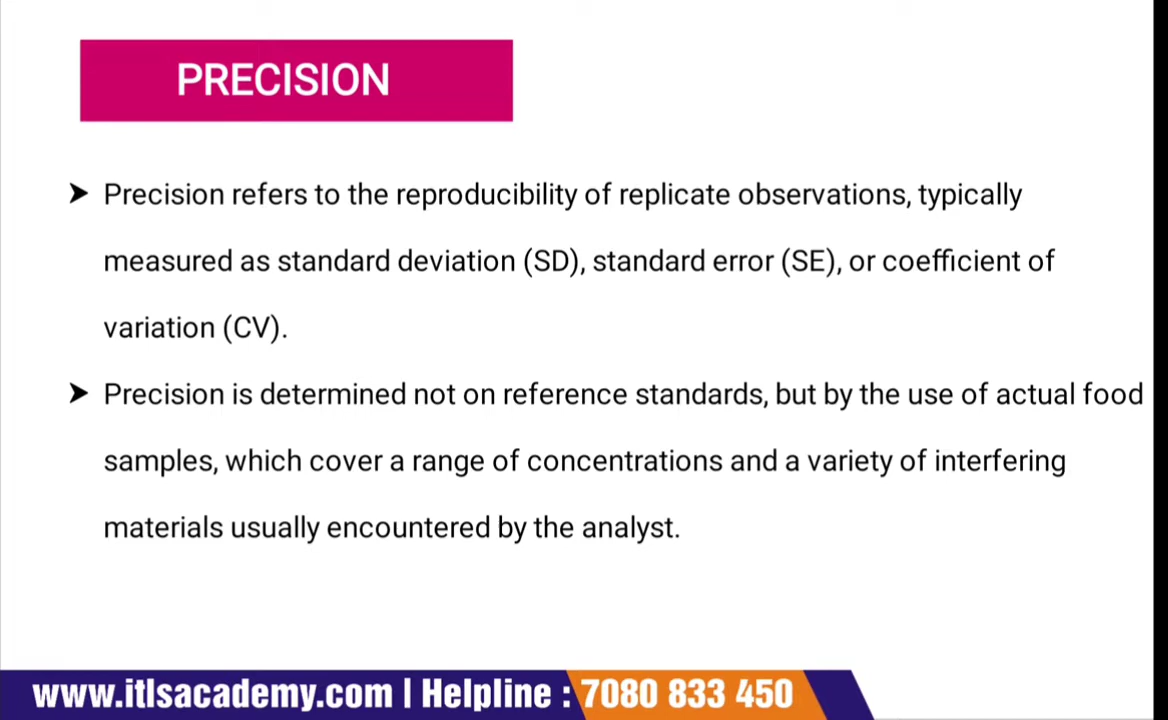 PRECISION
➤ Precision refers to the reproducibility of replicate observations, typically
measured as standard deviation (SD), standard error (SE), or coefficient of
variation (CV).
➤ Precision is determined not on reference standards, but by the use of actual food
samples, which cover a range of concentrations and a variety of interfering
materials usually encountered by the analyst.
www.itlsacademy.com | Helpline : 7080 833 450